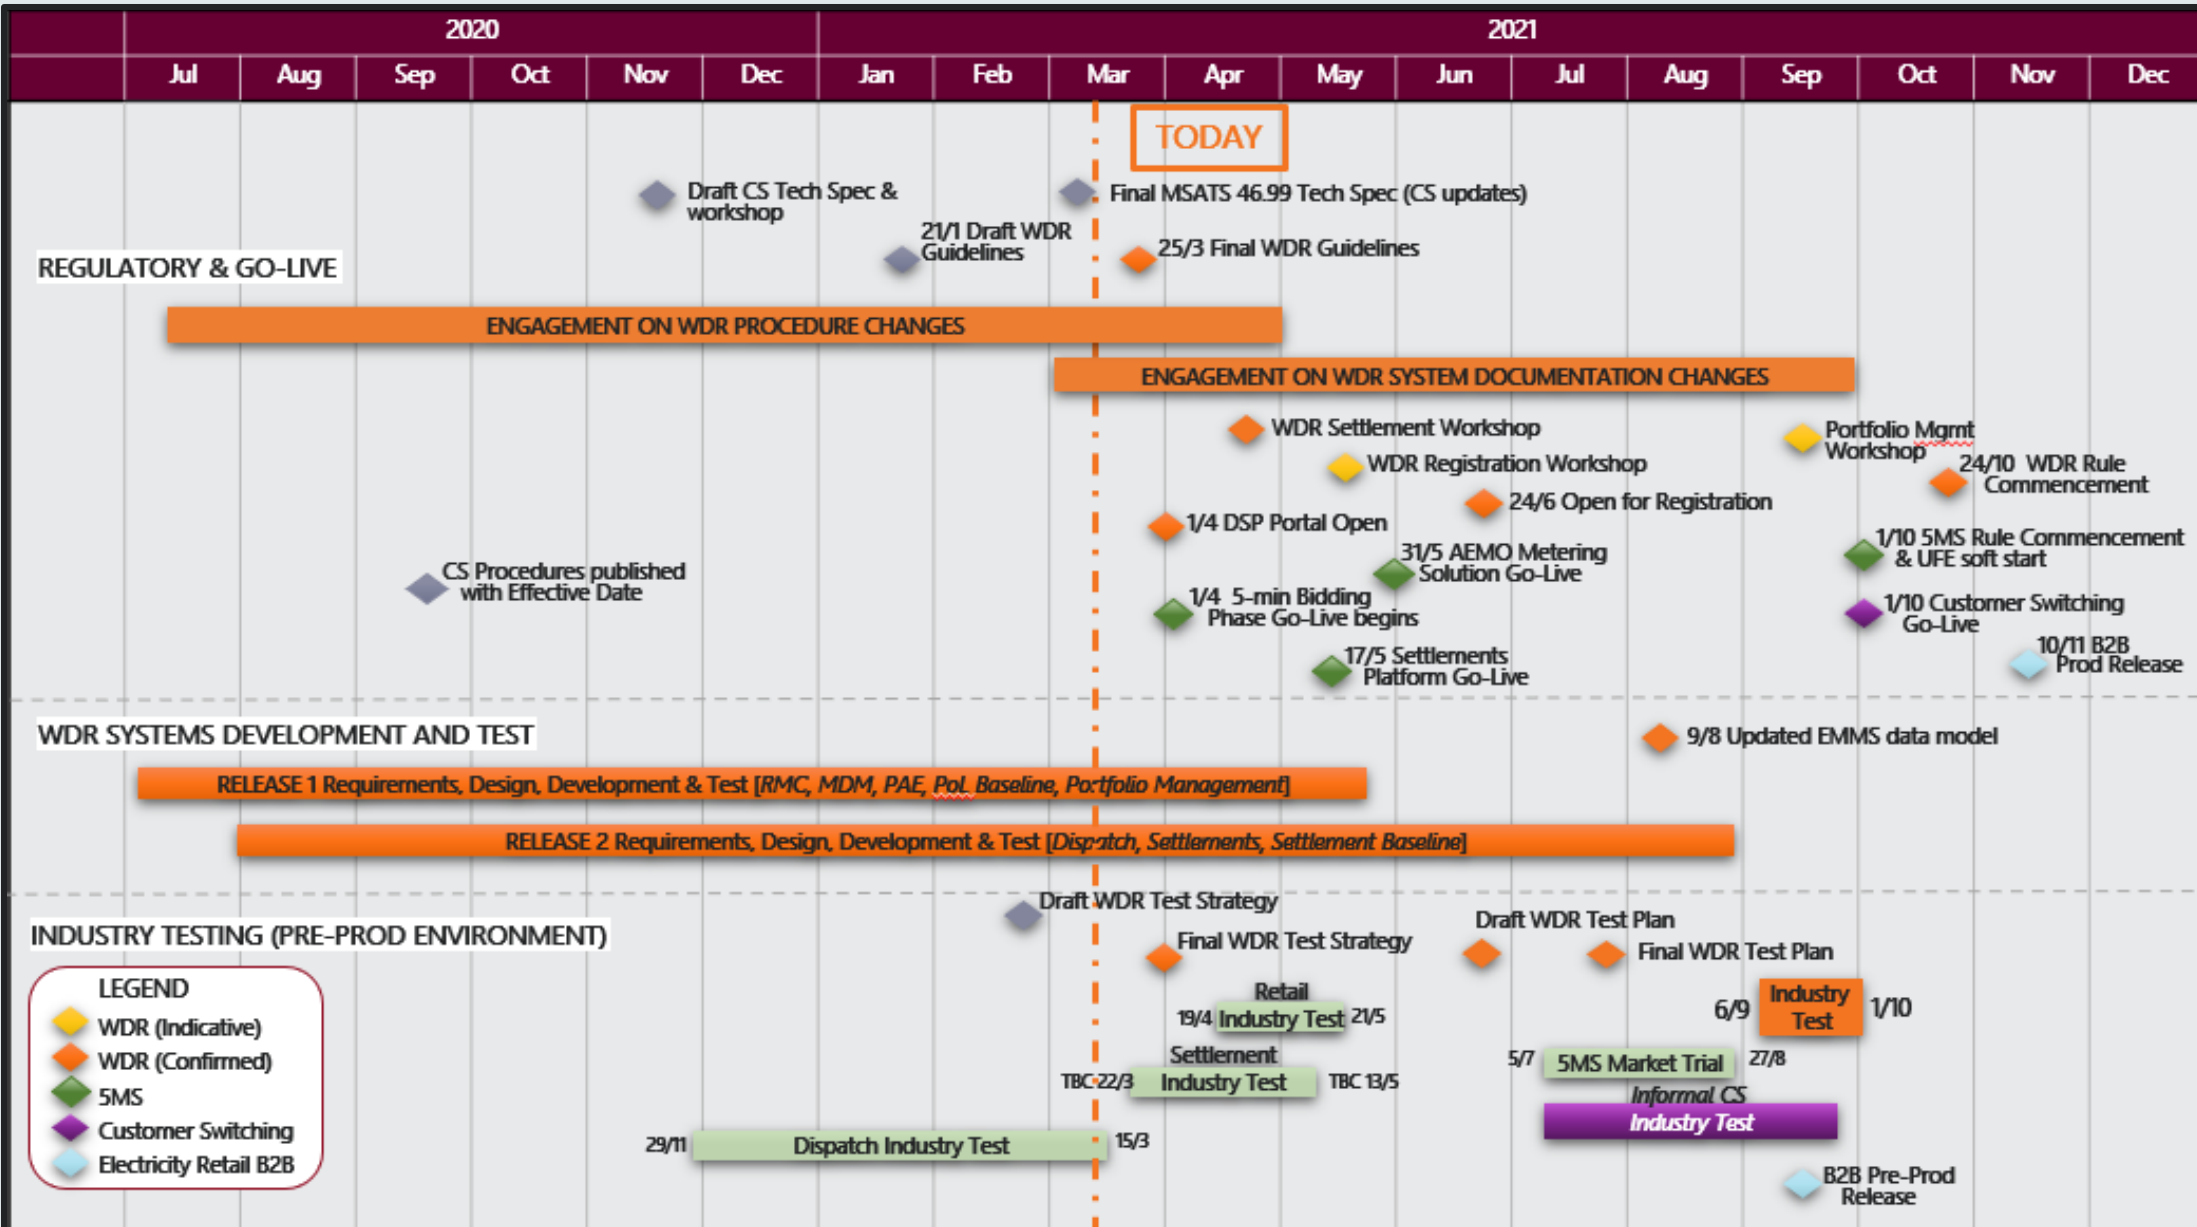 2020
2021
Jul
Aug
Sep
Oct
Nov
Dec
Jan
Feb
Mar
Apr
May
Jun
Jul
Aug
Sep
Oct
Nov
Dec
TODAY
Draft CS Tech Spec &
workshop
Final MSATS 46.99 Tech Spec (CS updates)
21/1 Draft WDR
Guidelines
25/3 Final WDR Guidelines
REGULATORY & GO-LIVE
ENGAGEMENT ON WDR PROCEDURE CHANGES
ENGAGEMENT ON WDR SYSTEM DOCUMENTATION CHANGES
WDR Settlement Workshop
Portfolio Mgmt
Workshop
WDR Registration Workshop
24/10 WDR Rule
Commencement
24/6 Open for Registration
1/4 DSP Portal Open
1/10 5MS Rule Commencement
& UFE soft start
31/5 AEMO Metering
Solution Go-Live
CS Procedures published
with Effective Date
1/4 5-min Bidding
Phase Go-Live begins
1/10 Customer Switching
Go-Live
10/11 B2B
Prod Release
17/5 Settlements
Platform Go-Live
WDR SYSTEMS DEVELOPMENT AND TEST
9/8 Updated EMMS data model
RELEASE 1 Requirements, Design, Development & Test [RMC, MDM, PAE, Pol. Baseline, Portfolio Management]
RELEASE 2 Requirements, Design, Development & Test [Dispatch, Settlements, Settlement Baseline]
Draft WDR Test Strategy
INDUSTRY TESTING (PRE-PROD ENVIRONMENT)
Draft WDR Test Plan
Final WDR Test Strategy
Final WDR Test Plan
Retail
19/4 Industry Test 21/5
6/9 Industry
Test 1/10
Settlement
TBC 22/3 Industry Test TBC 13/5
5/7 5MS Market Trial 27/8
Informal CS
Industry Test
29/11 Dispatch Industry Test 15/3
B2B Pre-Prod
Release
LEGEND
WDR (Indicative)
WDR (Confirmed)
5MS
Customer Switching
Electricity Retail B2B